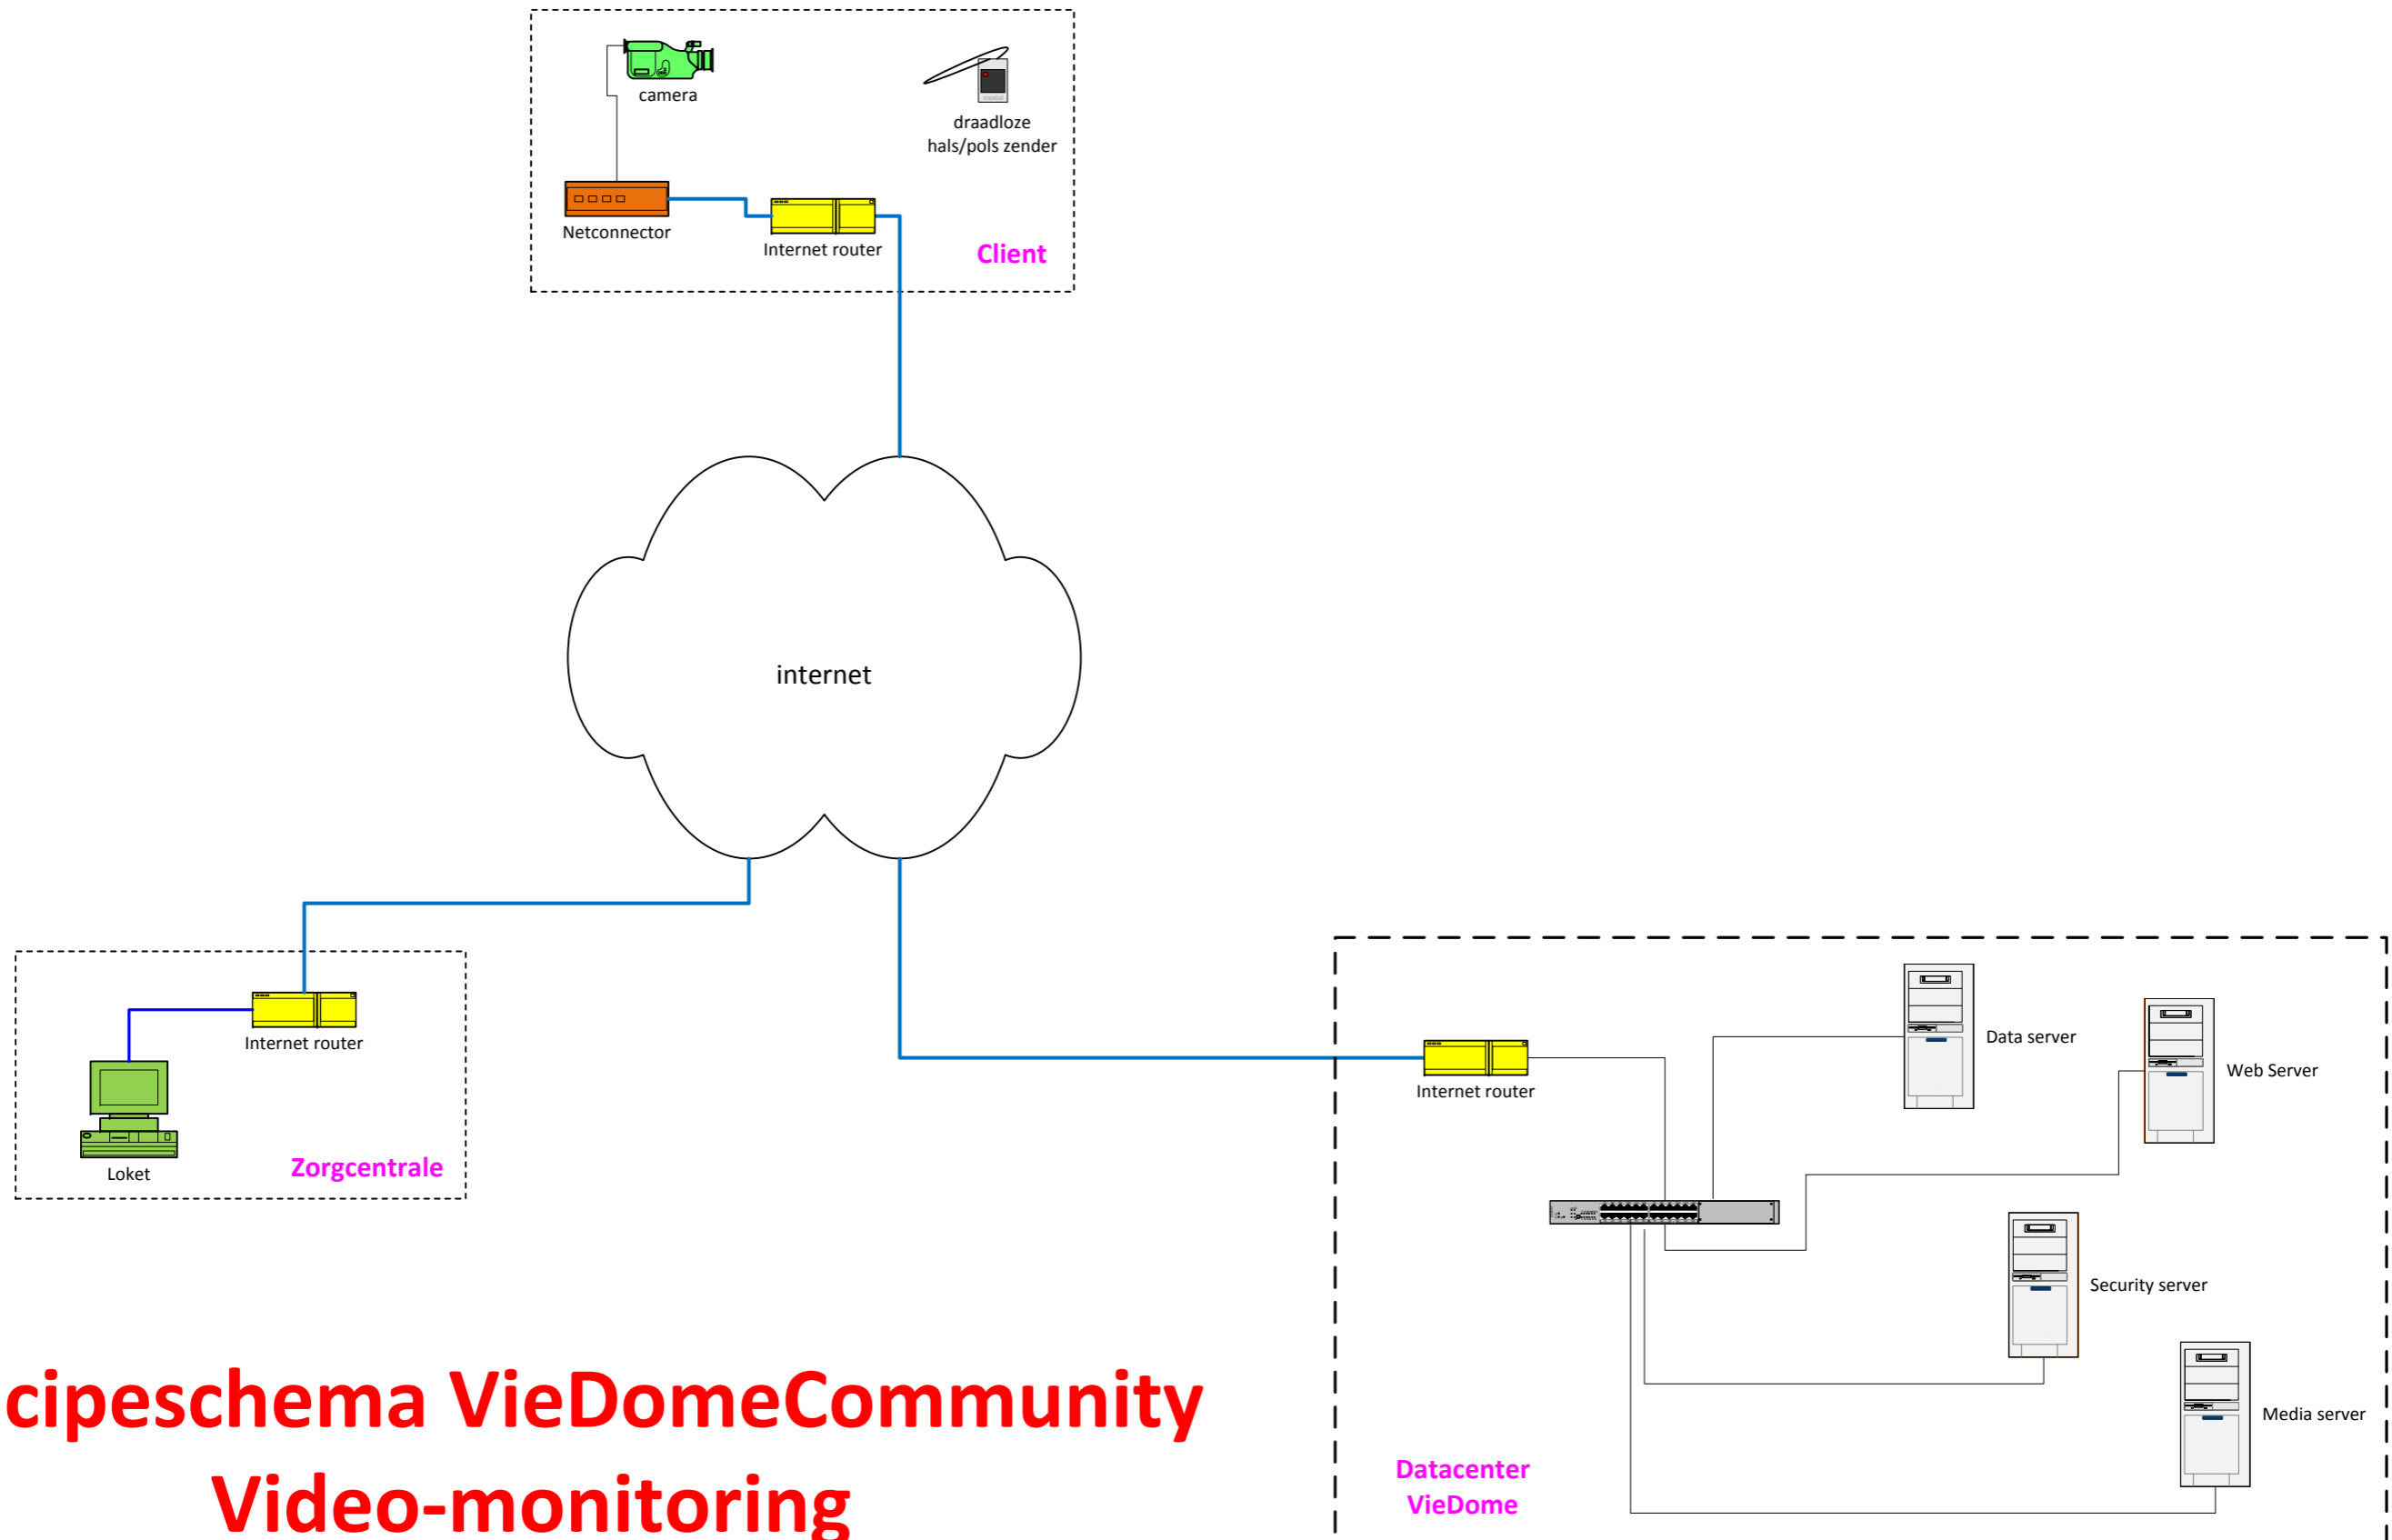 camera
draadloze
hals/pols zender
Netconnector
Internet router
Client
internet
Internet router
Loket
Zorgcentrale
Data server
Web Server
Internet router
Security server
Media server
Datacenter
VieDome
cipeschema VieDomeCommunity
Video-monitoring